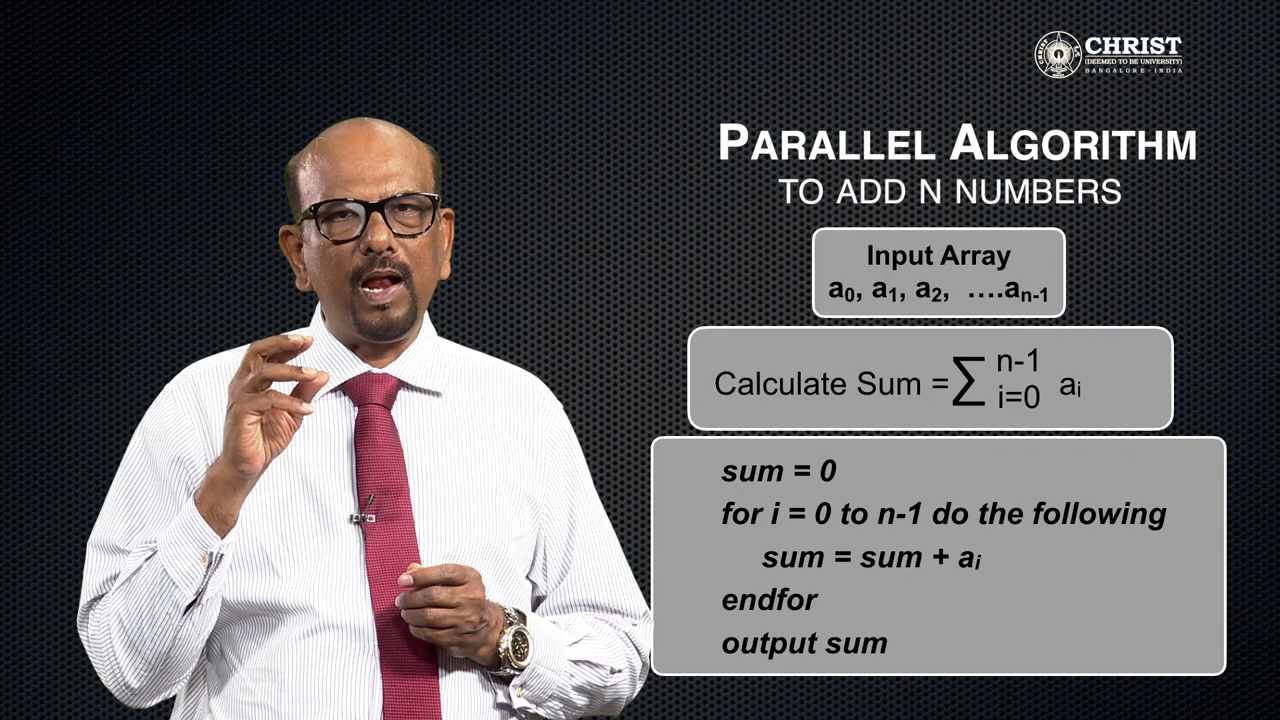 CHRIST
(DEEMED TO BE UNIVERSITY)
BANGALORE · INDIA
PARALLEL ALGORITHM
TO ADD N NUMBERS
Input Array
a₀, a₁, a₂, ….aₙ₋₁
Calculate Sum = ∑ n-1 i=0 aᵢ
sum = 0
for i = 0 to n-1 do the following
sum = sum + aᵢ
endfor
output sum